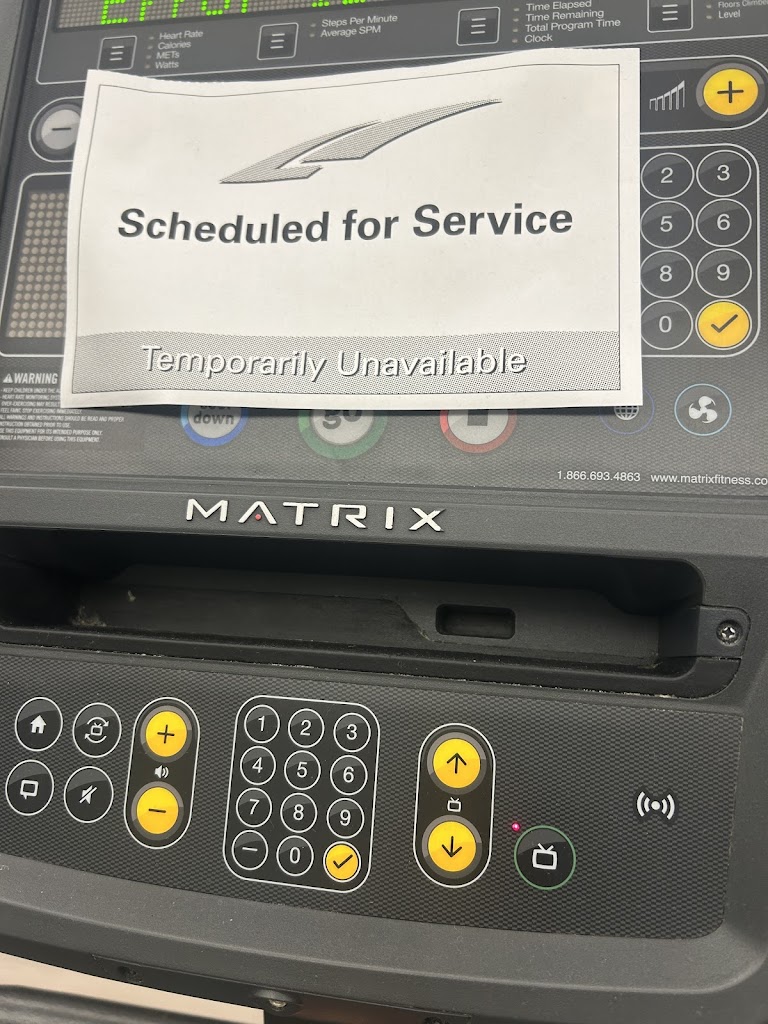 Error
Heart Rate
Calories
METs
Watts
Steps Per Minute
Average SPM
Time Elapsed
Time Remaining
Total Program Time
Clock
Floors Climbed
Level
Scheduled for Service
Temporarily Unavailable
−
+
2 3
5 6
8 9
0
WARNING
down
go
1.866.693.4863 www.matrixfitness.co
MATRIX
+
−
1 2 3
4 5 6
7 8 9
− 0